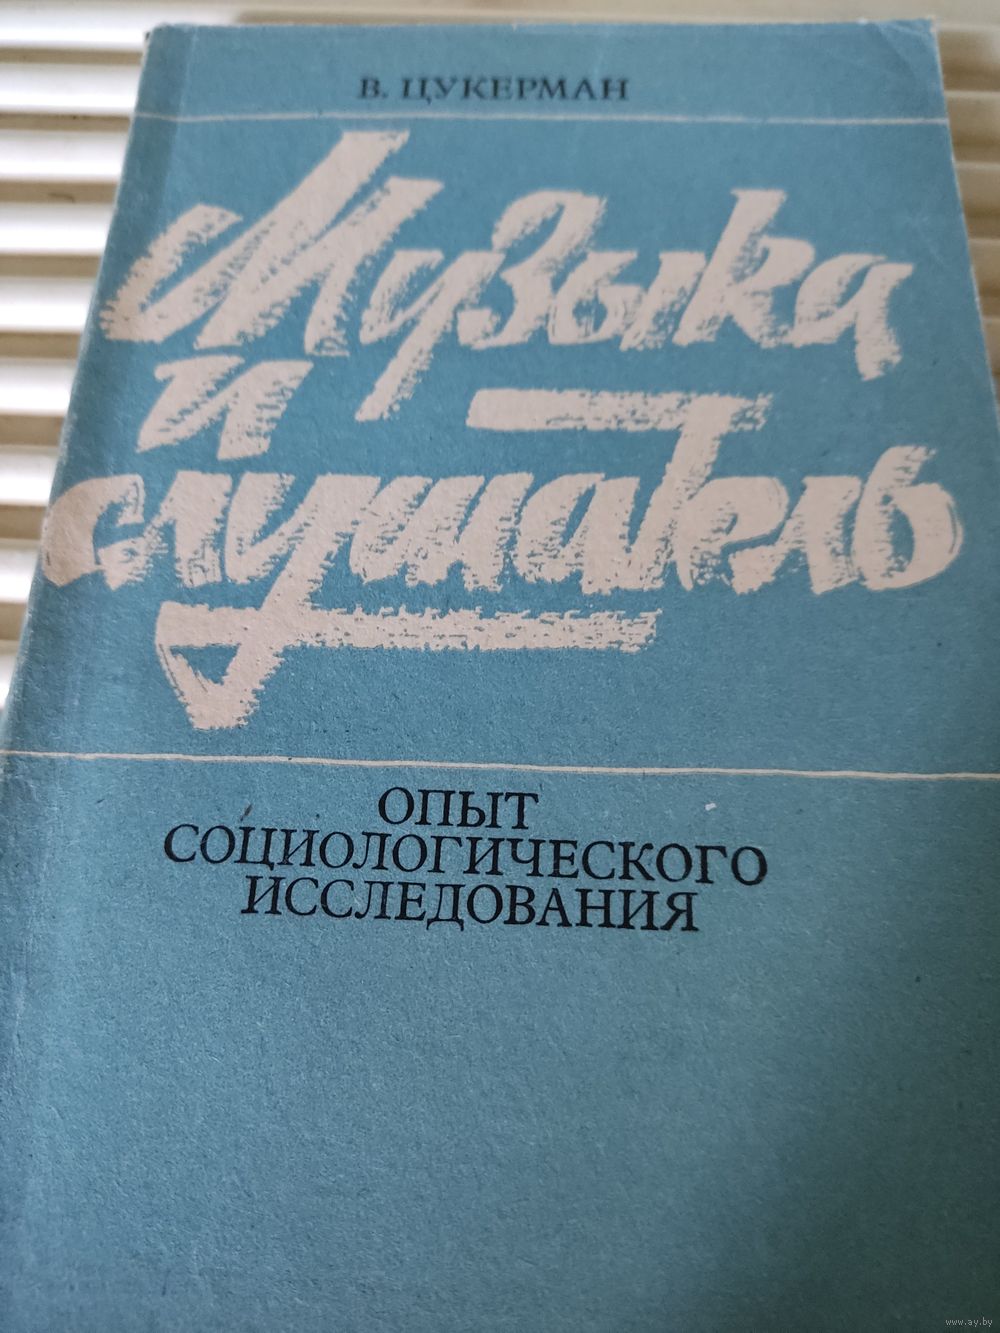 В. ЦУКЕРМАН
Музыка
и
слушатель
ОПЫТ
СОЦИОЛОГИЧЕСКОГО
ИССЛЕДОВАНИЯ
www.ay.by